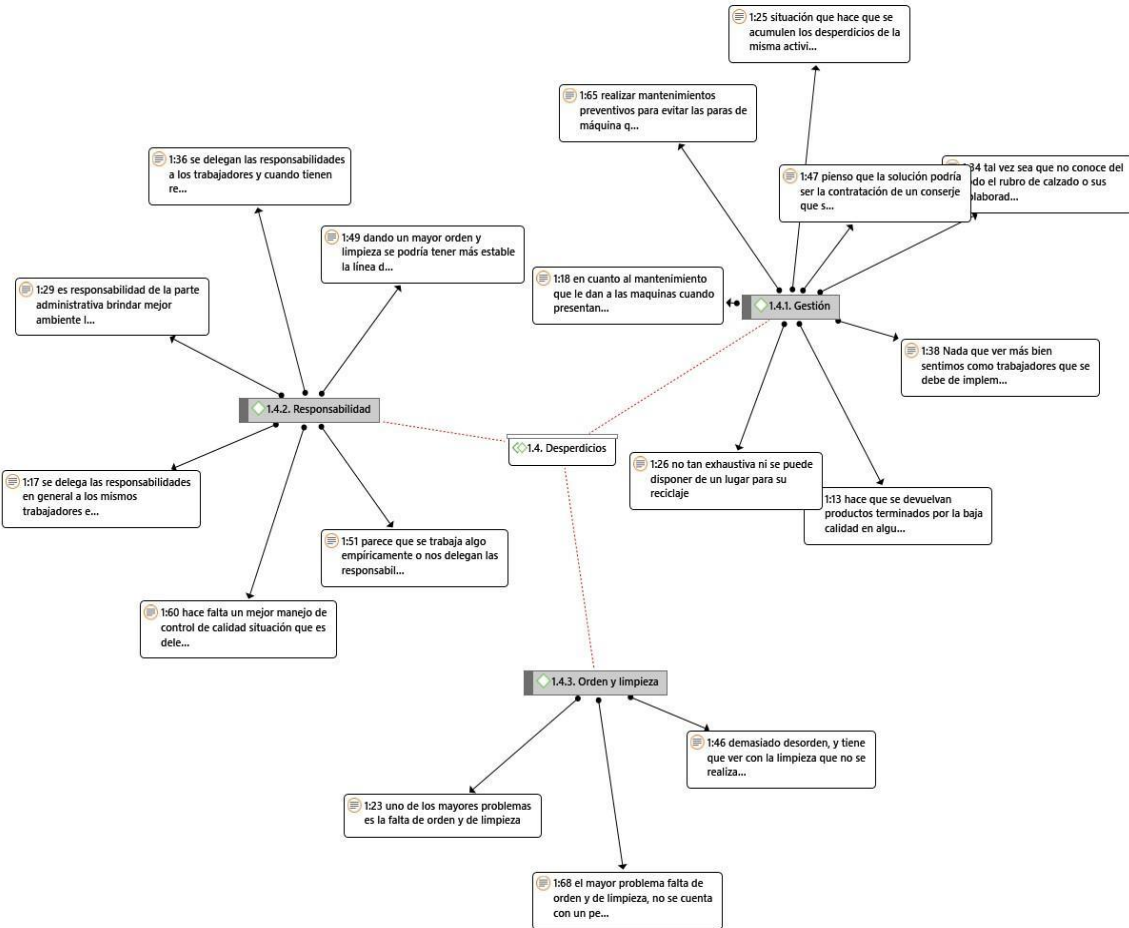 1:25 situación que hace que se
acumulen los desperdicios de la
misma activi...
1:65 realizar mantenimientos
preventivos para evitar las paras de
máquina q...
1:36 se delegan las responsabilidades
a los trabajadores y cuando tienen
re...
1:47 pienso que la solución podría
ser la contratación de un conserje
que s...
34 tal vez sea que no conoce del
el rubro de calzado o sus
1:49 dando un mayor orden y
limpieza se podría tener más estable
la línea d...
1:18 en cuanto al mantenimiento
que le dan a las maquinas cuando
presentan...
1:29 es responsabilidad de la parte
administrativa brindar mejor
ambiente l...
1.4.1. Gestión
1:38 Nada que ver más bien
sentimos como trabajadores que se
debe de implem...
1.4.2. Responsabilidad
1.4. Desperdicios
1:26 no tan exhaustiva ni se puede
disponer de un lugar para su
reciclaje
1:13 hace que se devuelvan
productos terminados por la baja
calidad en algu...
1:17 se delega las responsabilidades
en general a los mismos
trabajadores e...
1:51 parece que se trabaja algo
empíricamente o nos delegan las
responsabil...
1:60 hace falta un mejor manejo de
control de calidad situación que es
dele...
1.4.3. Orden y limpieza
1:46 demasiado desorden, y tiene
que ver con la limpieza que no se
realiza...
1:23 uno de los mayores problemas
es la falta de orden y de limpieza
1:68 el mayor problema falta de
orden y de limpieza, no se cuenta
con un pe...